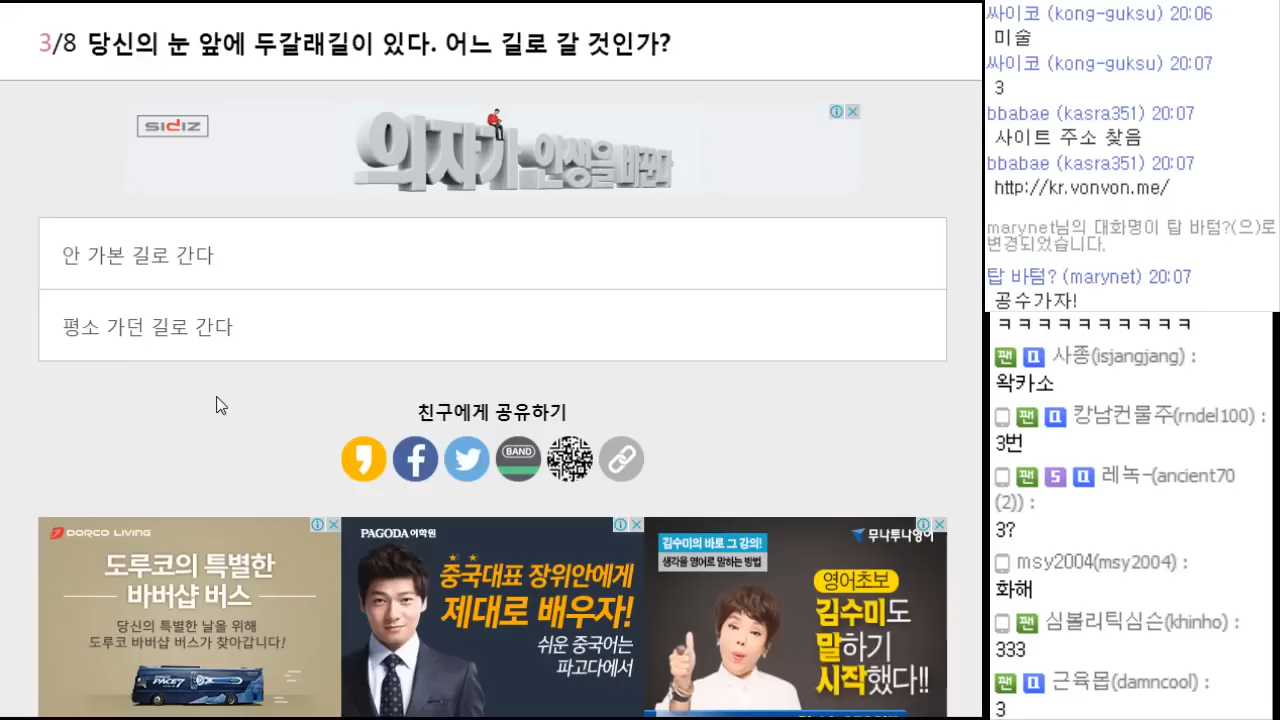 3/8 당신의 눈 앞에 두갈래길이 있다. 어느 길로 갈 것인가?
SIDIZ
의자가 인생을 바꾼다
안 가본 길로 간다
평소 가던 길로 간다
친구에게 공유하기
BAND
DORCO LIVING
도루코의 특별한
바버샵 버스
당신의 특별한 날을 위해
도루코 바버샵 버스가 찾아갑니다!
PACE7
PAGODA 어학원
중국대표 장위안에게
제대로 배우자!
쉬운 중국어는
파고다에서
김수미의 바로 그 강의!
생각을 영어로 말하는 방법
무나투나영어
영어초보
김수미도
말하기
시작했다!!
싸이코 (kong-guksu) 20:06
미술
싸이코 (kong-guksu) 20:07
3
bbabae (kasra351) 20:07
사이트 주소 찾음
bbabae (kasra351) 20:07
http://kr.vonvon.me/
marynet님의 대화명이 탑 바텀?(으)로
변경되었습니다.
탑 바텀? (marynet) 20:07
공수가자!
ㅋㅋㅋㅋㅋㅋㅋㅋㅋㅋ
팬 사종(isjangjang) :
왁카소
팬 캉남컨물주(rndel100) :
3번
팬 S 레녹-(ancient70
(2)) :
3?
msy2004(msy2004) :
화해
팬 심볼리틱심슨(khinho) :
333
팬 근육몹(damncool) :
3